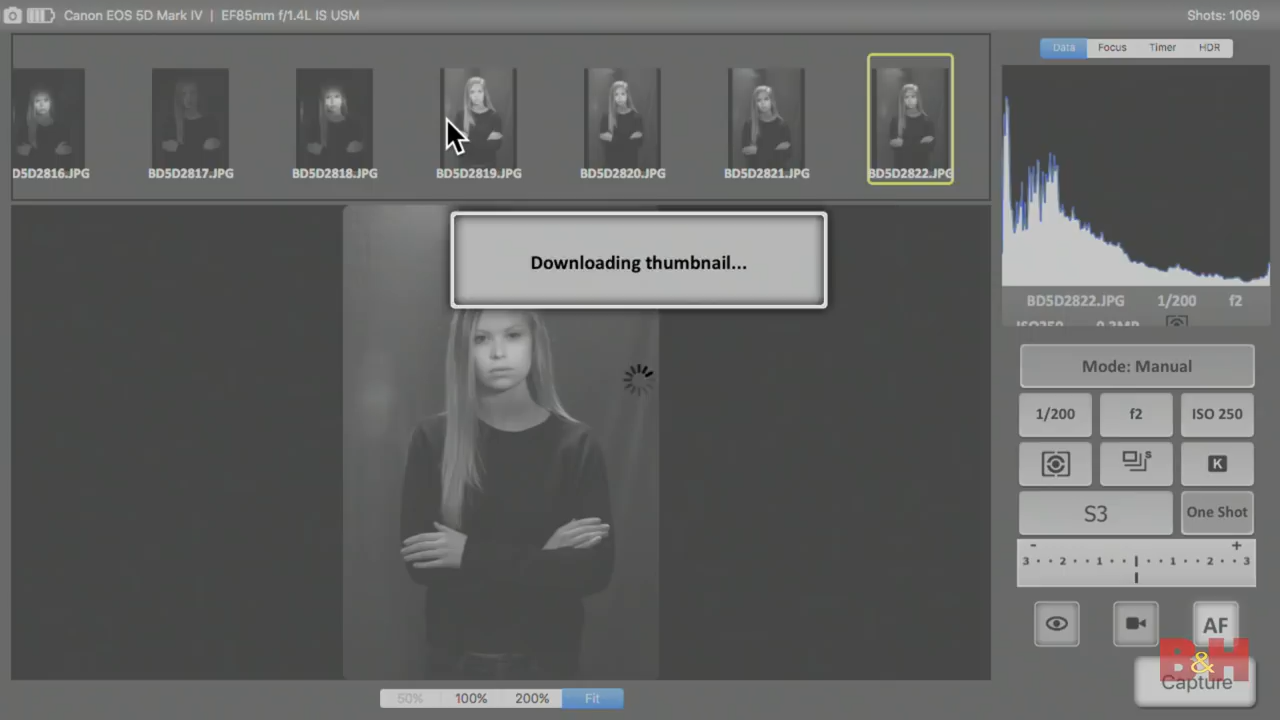 Canon EOS 5D Mark IV | EF85mm f/1.4L IS USM
Shots: 1069
Data Focus Timer HDR
D5D2816.JPG BD5D2817.JPG BD5D2818.JPG BD5D2819.JPG BD5D2820.JPG BD5D2821.JPG BD5D2822.JPG
Downloading thumbnail...
BD5D2822.JPG 1/200 f2
ISO250 0.3MP
Mode: Manual
1/200 f2 ISO 250
S K
S3 One Shot
- +
3 · · 2 · · 1 · · | · · 1 · · 2 · · 3
AF
B&H
Capture
50% 100% 200% Fit